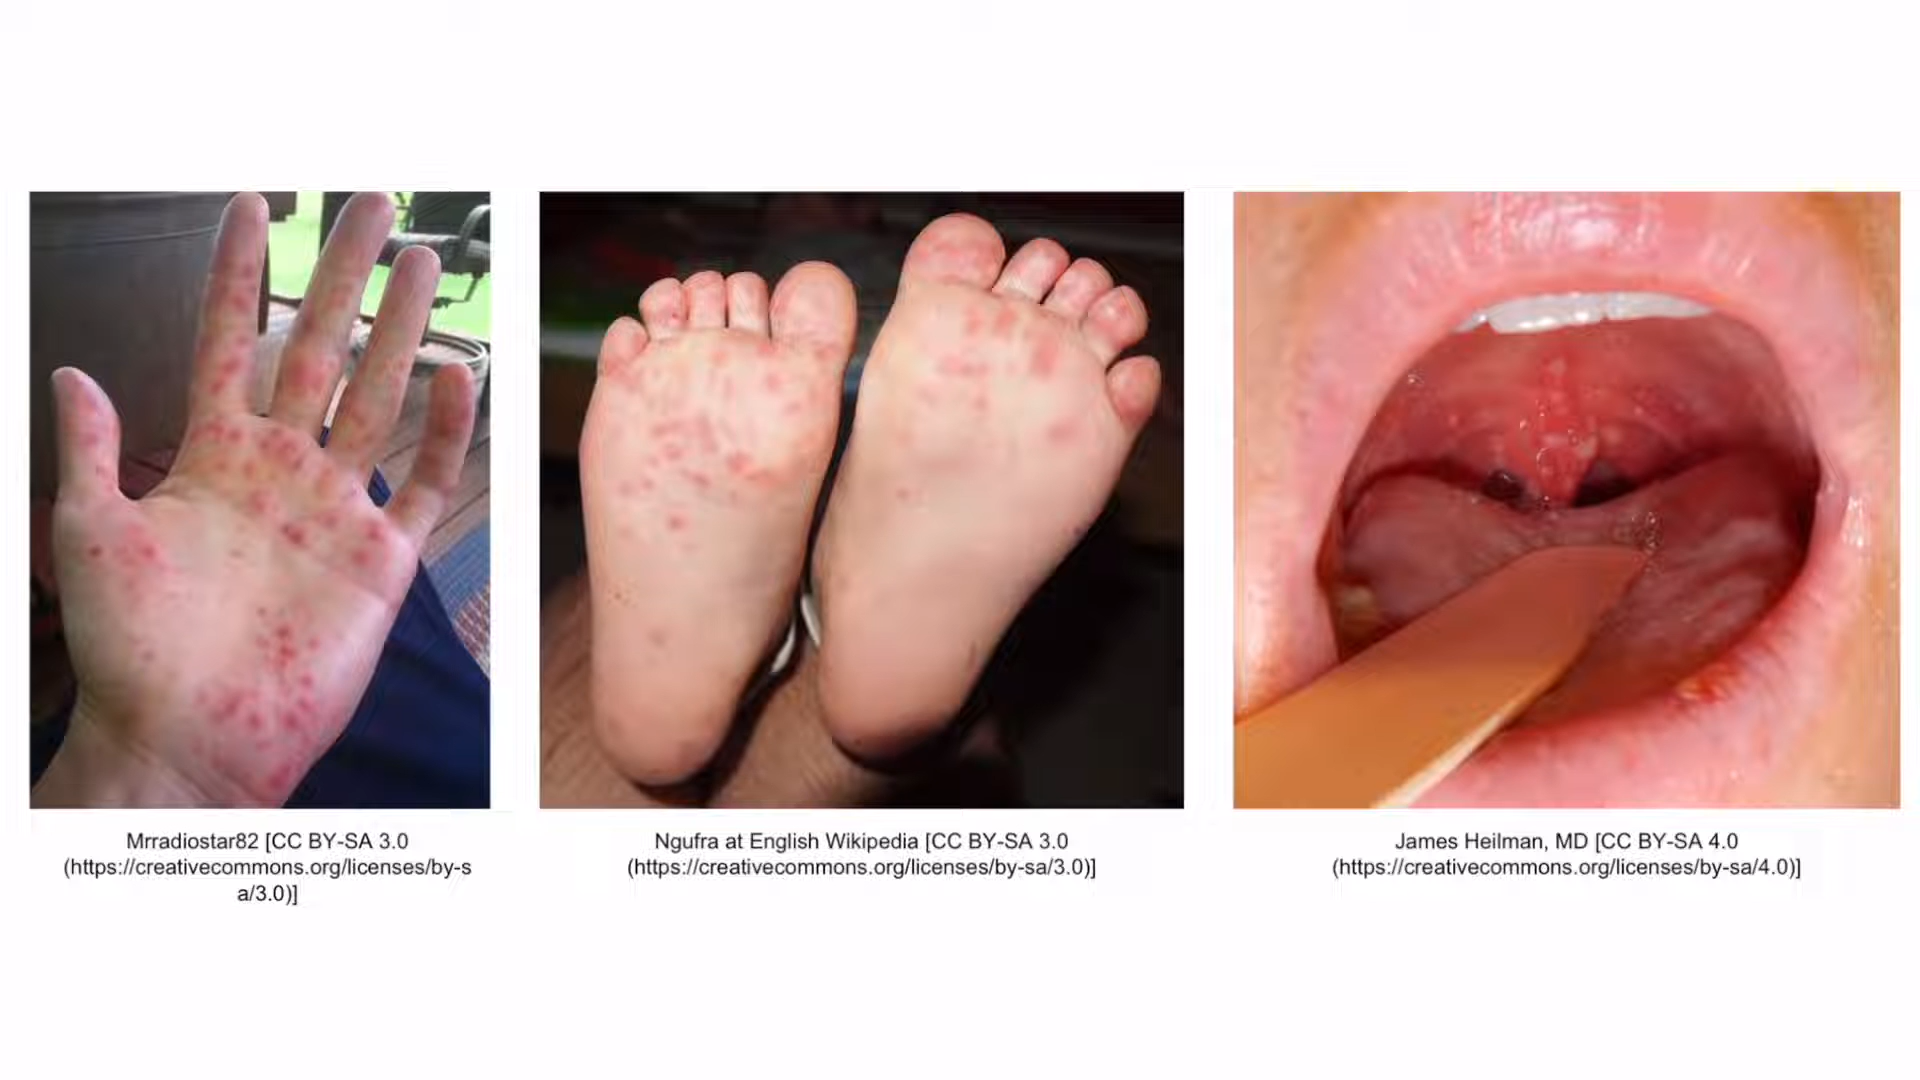 Mrradiostar82 [CC BY-SA 3.0
(https://creativecommons.org/licenses/by-s
a/3.0)]
Ngufra at English Wikipedia [CC BY-SA 3.0
(https://creativecommons.org/licenses/by-sa/3.0)]
James Heilman, MD [CC BY-SA 4.0
(https://creativecommons.org/licenses/by-sa/4.0)]